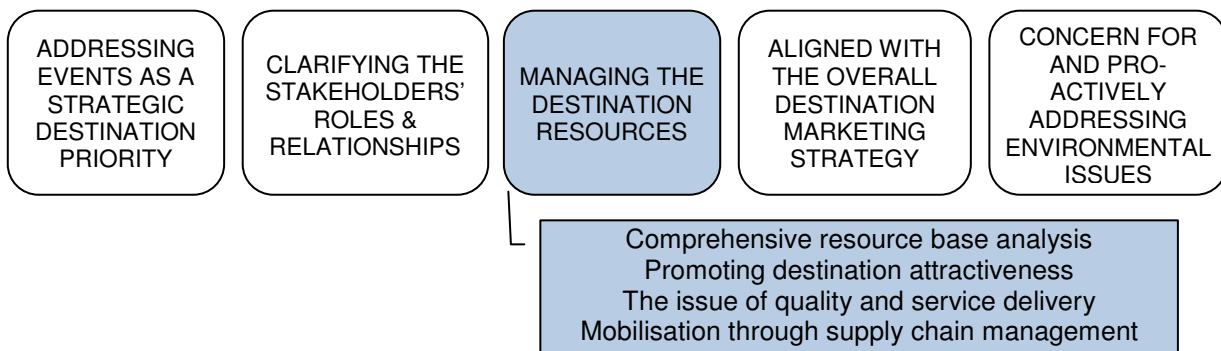 ADDRESSING
EVENTS AS A
STRATEGIC
DESTINATION
PRIORITY
CLARIFYING THE
STAKEHOLDERS’
ROLES &
RELATIONSHIPS
MANAGING THE
DESTINATION
RESOURCES
ALIGNED WITH
THE OVERALL
DESTINATION
MARKETING
STRATEGY
CONCERN FOR
AND PRO-
ACTIVELY
ADDRESSING
ENVIRONMENTAL
ISSUES
Comprehensive resource base analysis
Promoting destination attractiveness
The issue of quality and service delivery
Mobilisation through supply chain management